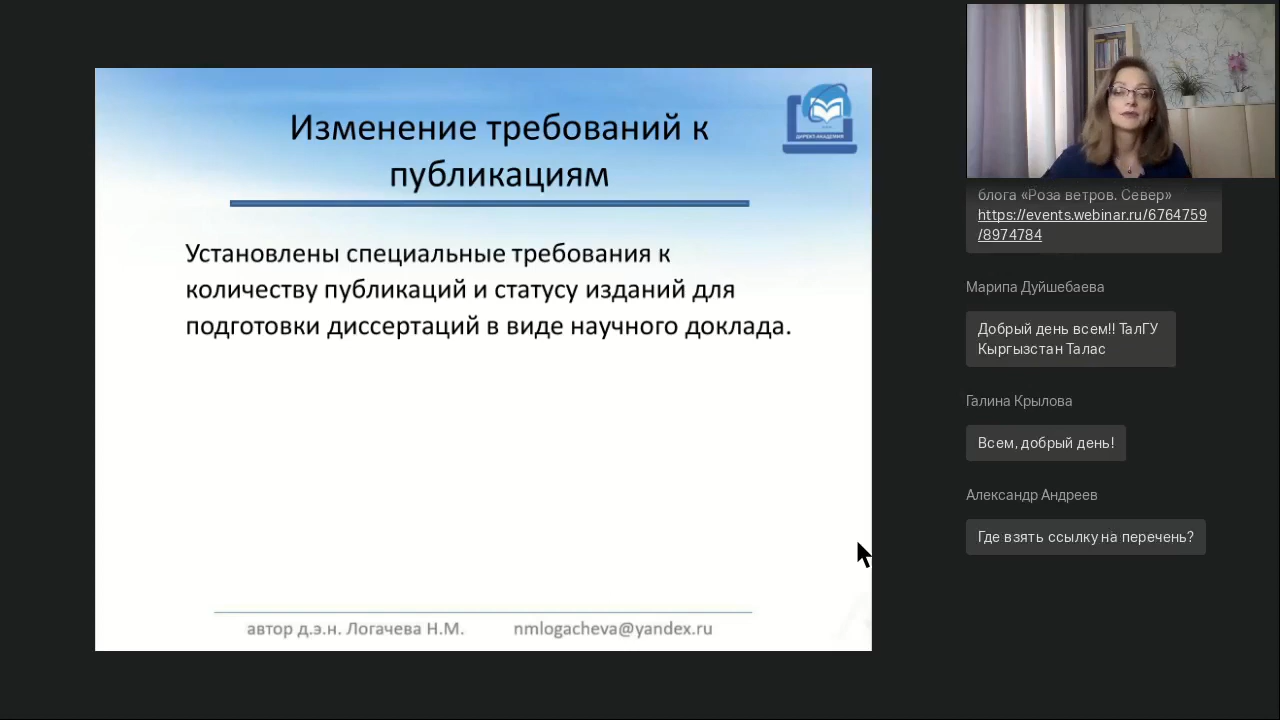 Изменение требований к
публикациям
ДИРЕКТ-АКАДЕМИЯ
Установлены специальные требования к
количеству публикаций и статусу изданий для
подготовки диссертаций в виде научного доклада.
автор д.э.н. Логачева Н.М. nmlogacheva@yandex.ru
блога «Роза ветров. Север»
https://events.webinar.ru/6764759
/8974784
Марипа Дуйшебаева
Добрый день всем!! ТалГУ
Кыргызстан Талас
Галина Крылова
Всем, добрый день!
Александр Андреев
Где взять ссылку на перечень?